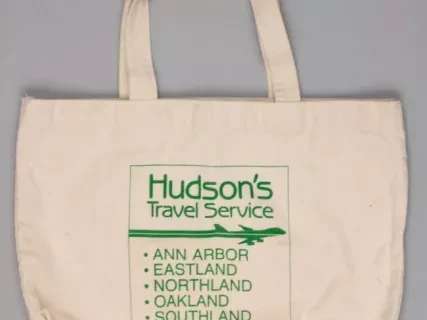 Hudson's
Travel Service
• ANN ARBOR
• EASTLAND
• NORTHLAND
• OAKLAND
• SOUTHLAND